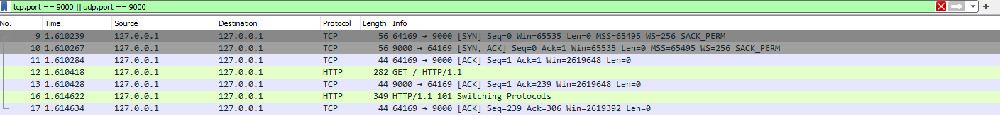 tcp.port == 9000 || udp.port == 9000
No. Time Source Destination Protocol Length Info
9 1.610239 127.0.0.1 127.0.0.1 TCP 56 64169 → 9000 [SYN] Seq=0 Win=65535 Len=0 MSS=65495 WS=256 SACK_PERM
10 1.610267 127.0.0.1 127.0.0.1 TCP 56 9000 → 64169 [SYN, ACK] Seq=0 Ack=1 Win=65535 Len=0 MSS=65495 WS=256 SACK_PERM
11 1.610284 127.0.0.1 127.0.0.1 TCP 44 64169 → 9000 [ACK] Seq=1 Ack=1 Win=2619648 Len=0
12 1.610418 127.0.0.1 127.0.0.1 HTTP 282 GET / HTTP/1.1
13 1.610428 127.0.0.1 127.0.0.1 TCP 44 9000 → 64169 [ACK] Seq=1 Ack=239 Win=2619648 Len=0
16 1.614622 127.0.0.1 127.0.0.1 HTTP 349 HTTP/1.1 101 Switching Protocols
17 1.614634 127.0.0.1 127.0.0.1 TCP 44 64169 → 9000 [ACK] Seq=239 Ack=306 Win=2619392 Len=0